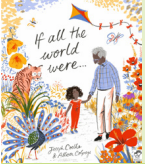 If all the
world
were...
Joseph Coelho
& Allison Colpoys